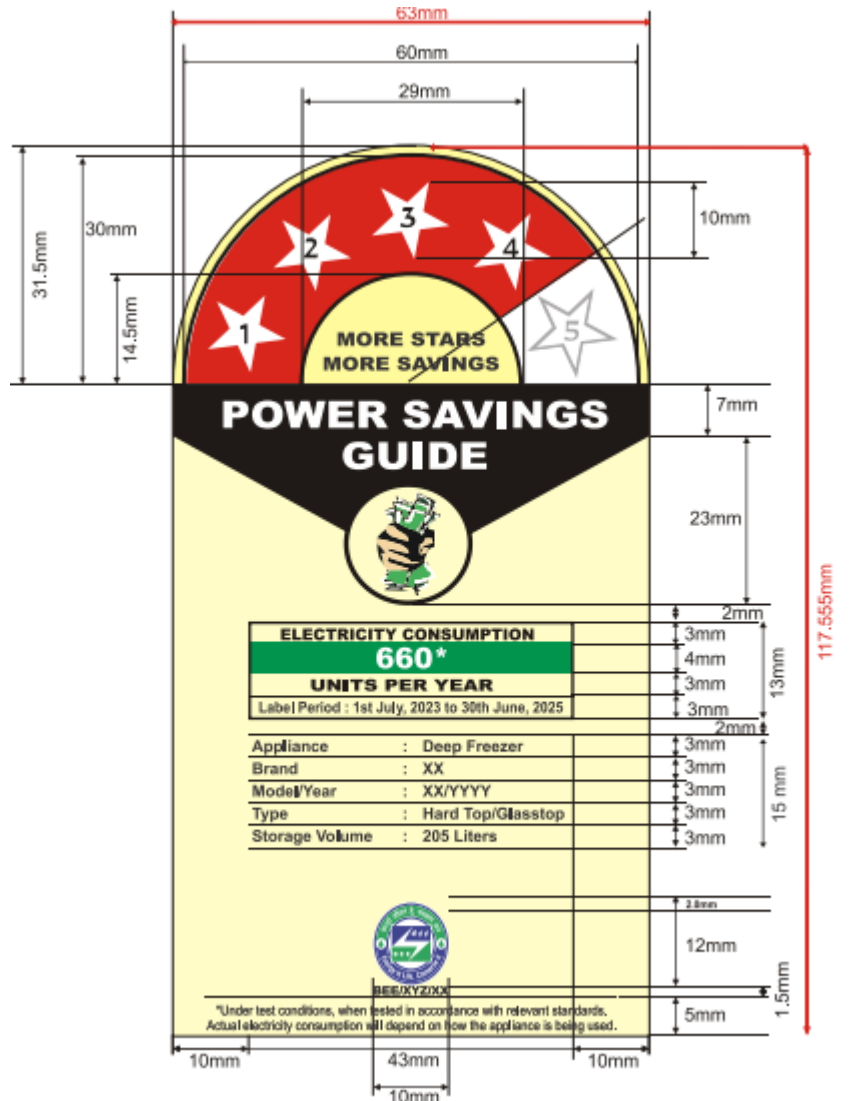 63mm
60mm
29mm
31.5mm
30mm
14.5mm
10mm
1
2
3
4
5
MORE STARS
MORE SAVINGS
POWER SAVINGS
GUIDE
7mm
23mm
117.555mm
2mm
ELECTRICITY CONSUMPTION
3mm
660*
4mm
UNITS PER YEAR
3mm
13mm
Label Period : 1st July, 2023 to 30th June, 2025
3mm
2mm
Appliance : Deep Freezer
3mm
Brand : XX
3mm
Model/Year : XX/YYYY
3mm
15 mm
Type : Hard Top/Glasstop
3mm
Storage Volume : 205 Liters
3mm
2.8mm
12mm
BEE/XYZ/XX
1.5mm
*Under test conditions, when tested in accordance with relevant standards.
Actual electricity consumption will depend on how the appliance is being used.
5mm
10mm
43mm
10mm
10mm